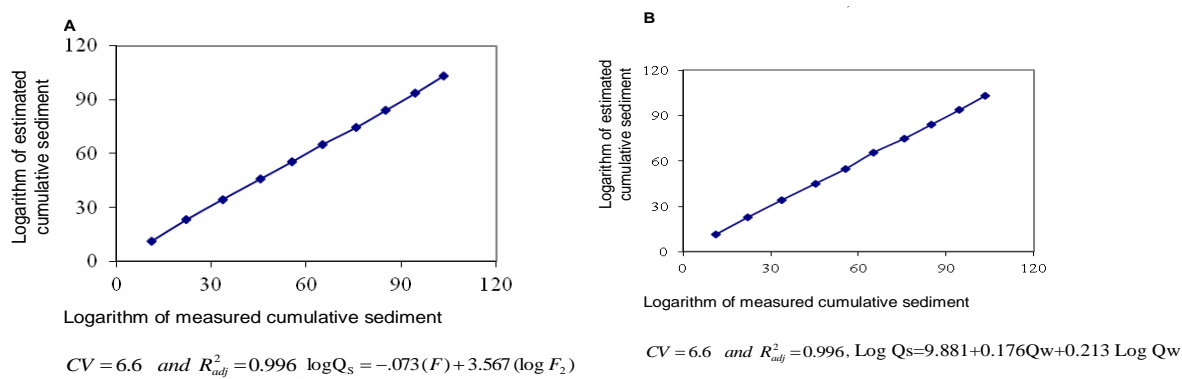 A
Logarithm of estimated
cumulative sediment
120
90
60
30
0
0 30 60 90 120
Logarithm of measured cumulative sediment
CV = 6.6 and R²adj = 0.996 logQS = −.073(F) + 3.567(log F2)
B
Logarithm of estimated
cumulative sediment
120
90
60
30
0
0 30 60 90 120
Logarithm of measured cumulative sediment
CV = 6.6 and R²adj = 0.996, Log Qs=9.881+0.176Qw+0.213 Log Qw